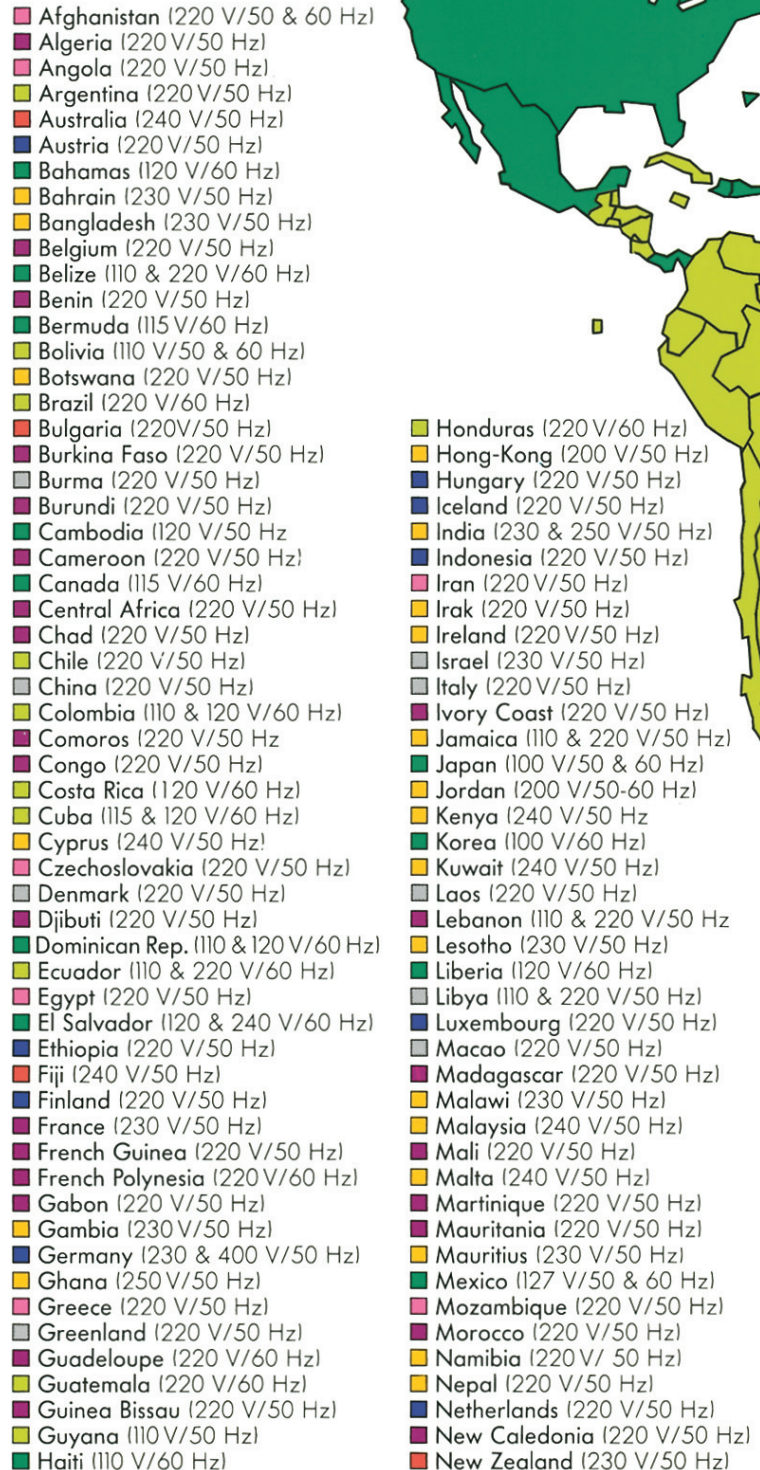 Afghanistan (220 V/50 & 60 Hz)
Algeria (220 V/50 Hz)
Angola (220 V/50 Hz)
Argentina (220 V/50 Hz)
Australia (240 V/50 Hz)
Austria (220 V/50 Hz)
Bahamas (120 V/60 Hz)
Bahrain (230 V/50 Hz)
Bangladesh (230 V/50 Hz)
Belgium (220 V/50 Hz)
Belize (110 & 220 V/60 Hz)
Benin (220 V/50 Hz)
Bermuda (115 V/60 Hz)
Bolivia (110 V/50 & 60 Hz)
Botswana (220 V/50 Hz)
Brazil (220 V/60 Hz)
Bulgaria (220V/50 Hz)
Burkina Faso (220 V/50 Hz)
Burma (220 V/50 Hz)
Burundi (220 V/50 Hz)
Cambodia (120 V/50 Hz
Cameroon (220 V/50 Hz)
Canada (115 V/60 Hz)
Central Africa (220 V/50 Hz)
Chad (220 V/50 Hz)
Chile (220 V/50 Hz)
China (220 V/50 Hz)
Colombia (110 & 120 V/60 Hz)
Comoros (220 V/50 Hz
Congo (220 V/50 Hz)
Costa Rica (120 V/60 Hz)
Cuba (115 & 120 V/60 Hz)
Cyprus (240 V/50 Hz)
Czechoslovakia (220 V/50 Hz)
Denmark (220 V/50 Hz)
Djibuti (220 V/50 Hz)
Dominican Rep. (110 & 120 V/60 Hz)
Ecuador (110 & 220 V/60 Hz)
Egypt (220 V/50 Hz)
El Salvador (120 & 240 V/60 Hz)
Ethiopia (220 V/50 Hz)
Fiji (240 V/50 Hz)
Finland (220 V/50 Hz)
France (230 V/50 Hz)
French Guinea (220 V/50 Hz)
French Polynesia (220 V/60 Hz)
Gabon (220 V/50 Hz)
Gambia (230 V/50 Hz)
Germany (230 & 400 V/50 Hz)
Ghana (250 V/50 Hz)
Greece (220 V/50 Hz)
Greenland (220 V/50 Hz)
Guadeloupe (220 V/60 Hz)
Guatemala (220 V/60 Hz)
Guinea Bissau (220 V/50 Hz)
Guyana (110 V/50 Hz)
Haiti (110 V/60 Hz)
Honduras (220 V/60 Hz)
Hong-Kong (200 V/50 Hz)
Hungary (220 V/50 Hz)
Iceland (220 V/50 Hz)
India (230 & 250 V/50 Hz)
Indonesia (220 V/50 Hz)
Iran (220 V/50 Hz)
Irak (220 V/50 Hz)
Ireland (220 V/50 Hz)
Israel (230 V/50 Hz)
Italy (220 V/50 Hz)
Ivory Coast (220 V/50 Hz)
Jamaica (110 & 220 V/50 Hz)
Japan (100 V/50 & 60 Hz)
Jordan (200 V/50-60 Hz)
Kenya (240 V/50 Hz
Korea (100 V/60 Hz)
Kuwait (240 V/50 Hz)
Laos (220 V/50 Hz)
Lebanon (110 & 220 V/50 Hz
Lesotho (230 V/50 Hz)
Liberia (120 V/60 Hz)
Libya (110 & 220 V/50 Hz)
Luxembourg (220 V/50 Hz)
Macao (220 V/50 Hz)
Madagascar (220 V/50 Hz)
Malawi (230 V/50 Hz)
Malaysia (240 V/50 Hz)
Mali (220 V/50 Hz)
Malta (240 V/50 Hz)
Martinique (220 V/50 Hz)
Mauritania (220 V/50 Hz)
Mauritius (230 V/50 Hz)
Mexico (127 V/50 & 60 Hz)
Mozambique (220 V/50 Hz)
Morocco (220 V/50 Hz)
Namibia (220 V/ 50 Hz)
Nepal (220 V/50 Hz)
Netherlands (220 V/50 Hz)
New Caledonia (220 V/50 Hz)
New Zealand (230 V/50 Hz)